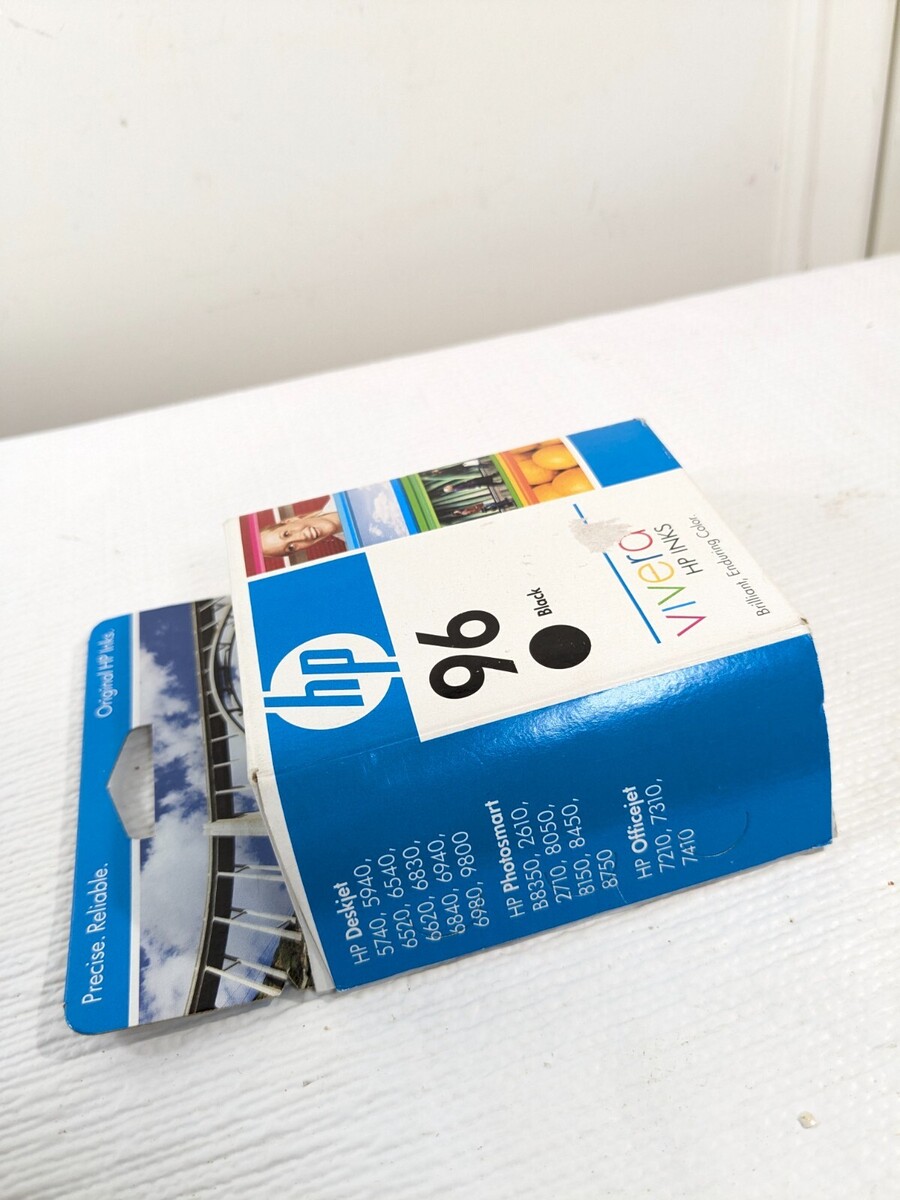 Precise. Reliable.
Original HP Inks.
hp
96
Black
vivera
HP INKS
Brilliant, Enduring Color.
HP Deskjet
5740, 5940,
6520, 6540,
6620, 6830,
6840, 6940,
6980, 9800
HP Photosmart
B8350, 2610,
2710, 8050,
8150, 8450,
8750
HP Officejet
7210, 7310,
7410